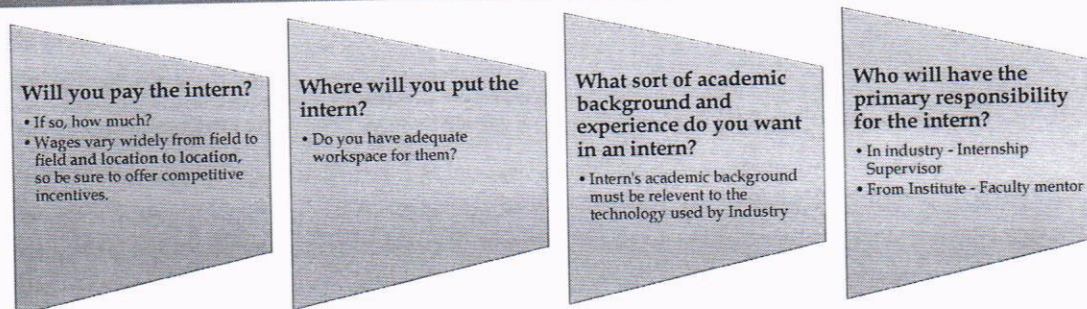 Will you pay the intern?
• If so, how much?
• Wages vary widely from field to
field and location to location,
so be sure to offer competitive
incentives.
Where will you put the
intern?
• Do you have adequate
workspace for them?
What sort of academic
background and
experience do you want
in an intern?
• Intern's academic background
must be relevent to the
technology used by Industry
Who will have the
primary responsibility
for the intern?
• In industry - Internship
Supervisor
• From Institute - Faculty mentor